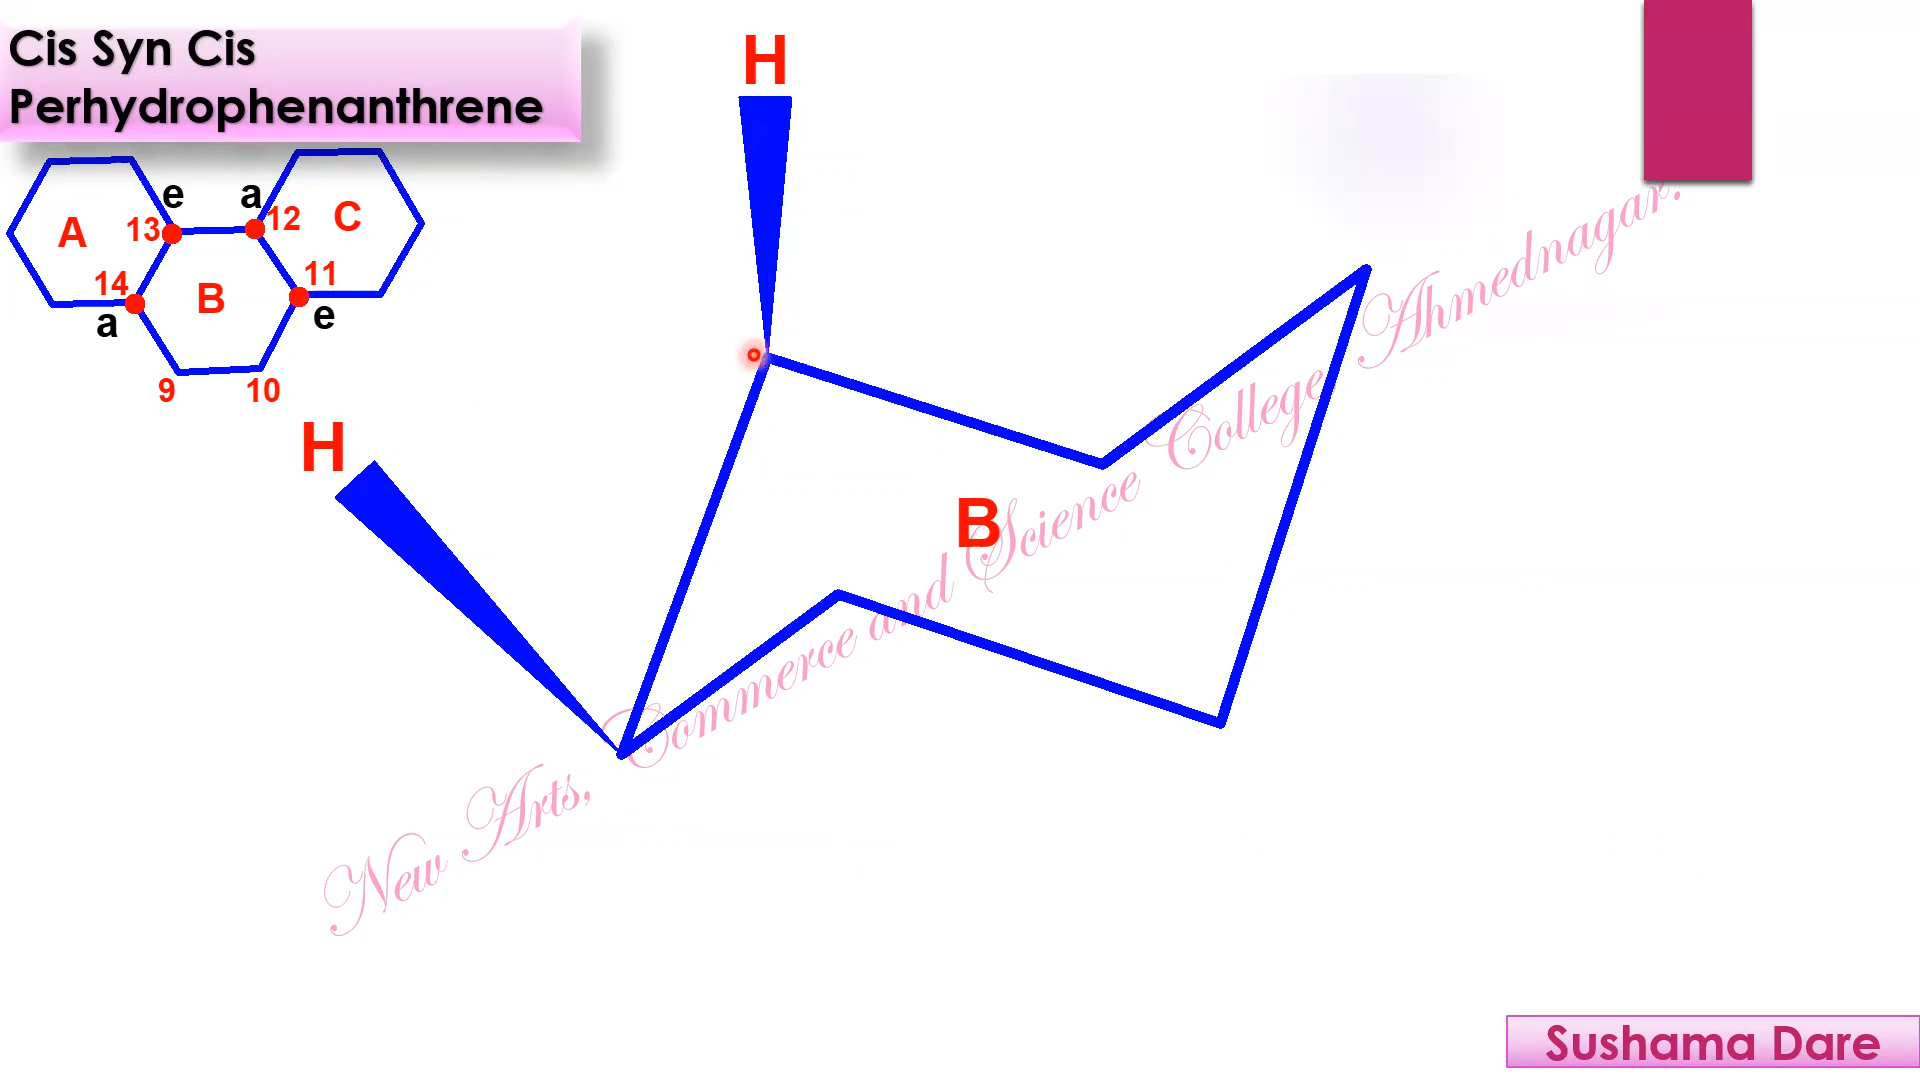 Cis Syn Cis
Perhydrophenanthrene
H
e a
A 13 12 C
14 11
B
a e
9 10
H
B
New Arts, Commerce and Science College, Ahmednagar.
Sushama Dare